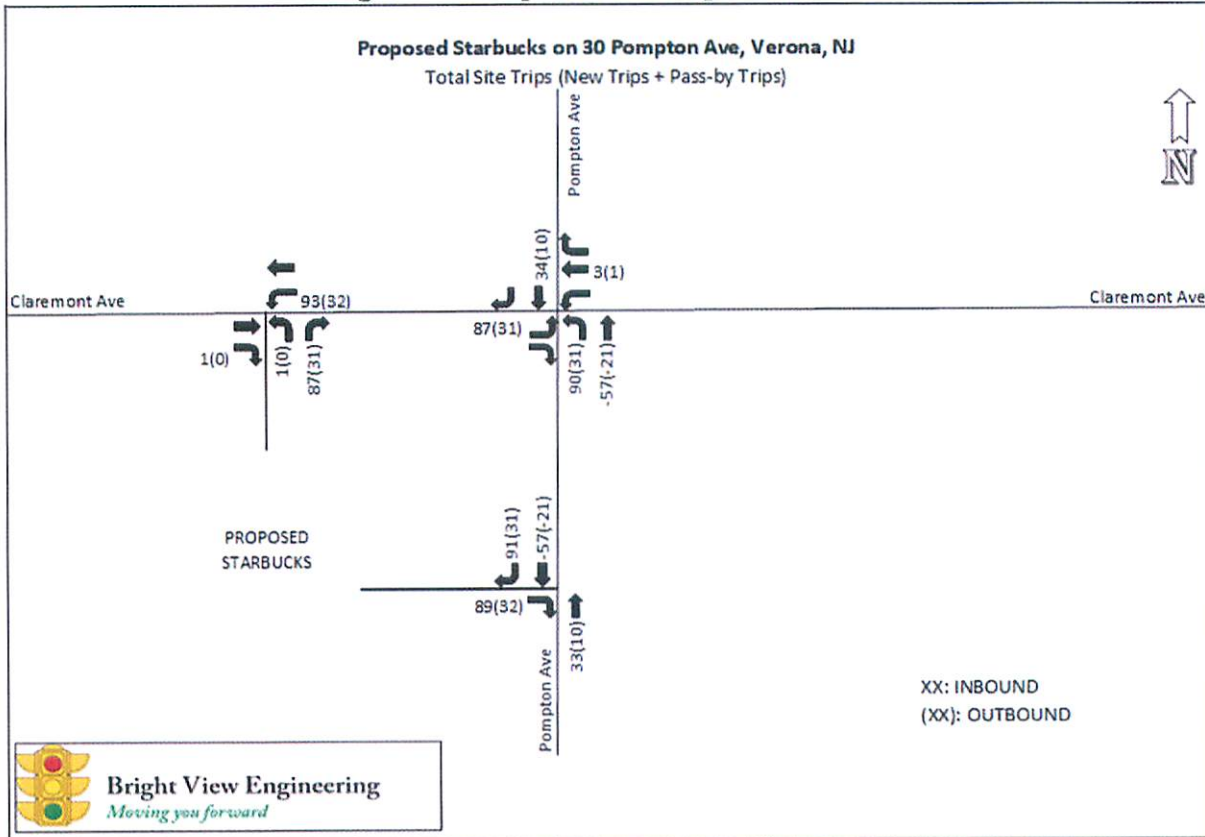 Proposed Starbucks on 30 Pompton Ave, Verona, NJ
Total Site Trips (New Trips + Pass-by Trips)
Pompton Ave
N
34(10)
3(1)
Claremont Ave
93(32)
Claremont Ave
87(31)
1(0)
1(0)
87(31)
90(31)
-57(-21)
PROPOSED
STARBUCKS
91(31)
-57(-21)
89(32)
33(10)
Pompton Ave
XX: INBOUND
(XX): OUTBOUND
Bright View Engineering
Moving you forward